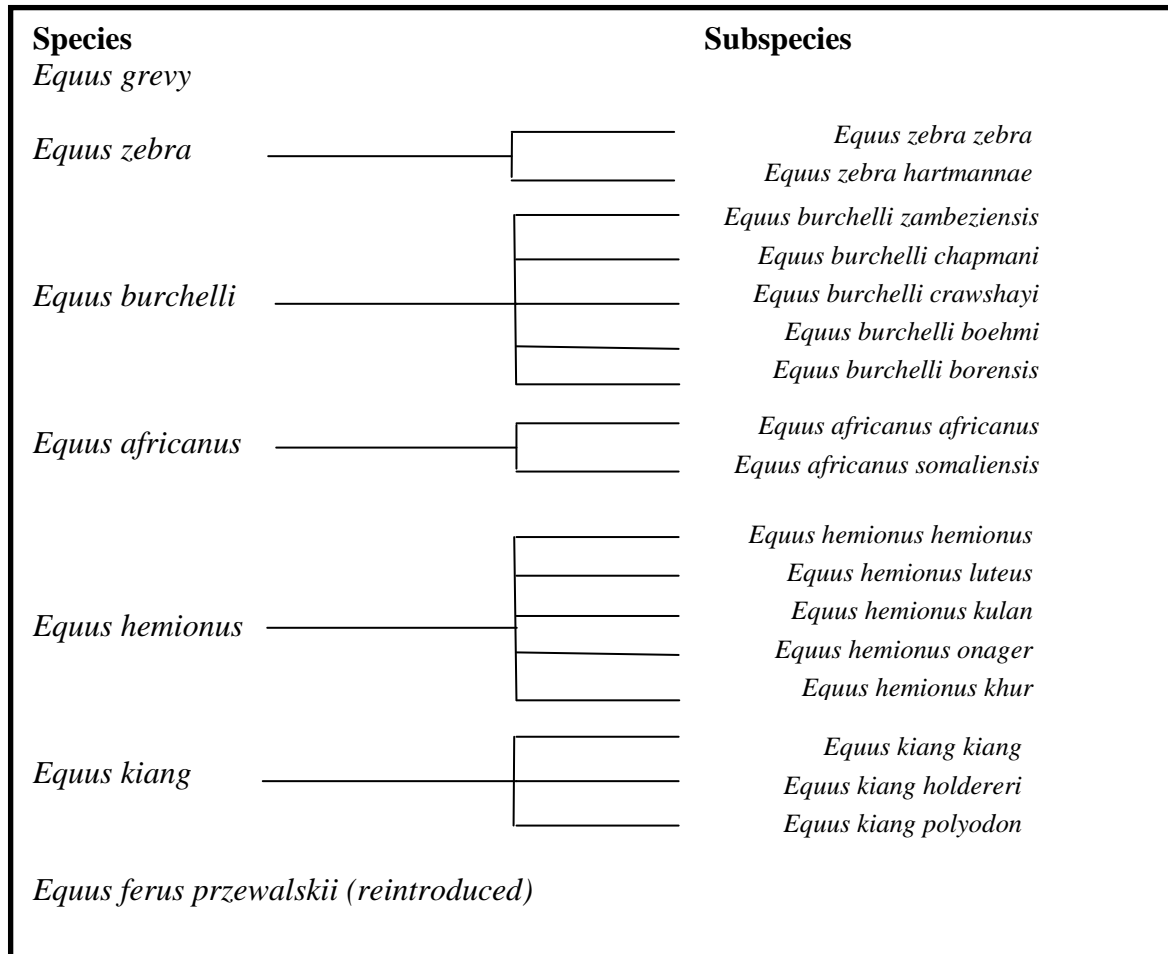 Species Subspecies
Equus grevy
Equus zebra
Equus zebra zebra
Equus zebra hartmannae
Equus burchelli
Equus burchelli zambeziensis
Equus burchelli chapmani
Equus burchelli crawshayi
Equus burchelli boehmi
Equus burchelli borensis
Equus africanus
Equus africanus africanus
Equus africanus somaliensis
Equus hemionus
Equus hemionus hemionus
Equus hemionus luteus
Equus hemionus kulan
Equus hemionus onager
Equus hemionus khur
Equus kiang
Equus kiang kiang
Equus kiang holdereri
Equus kiang polyodon
Equus ferus przewalskii (reintroduced)